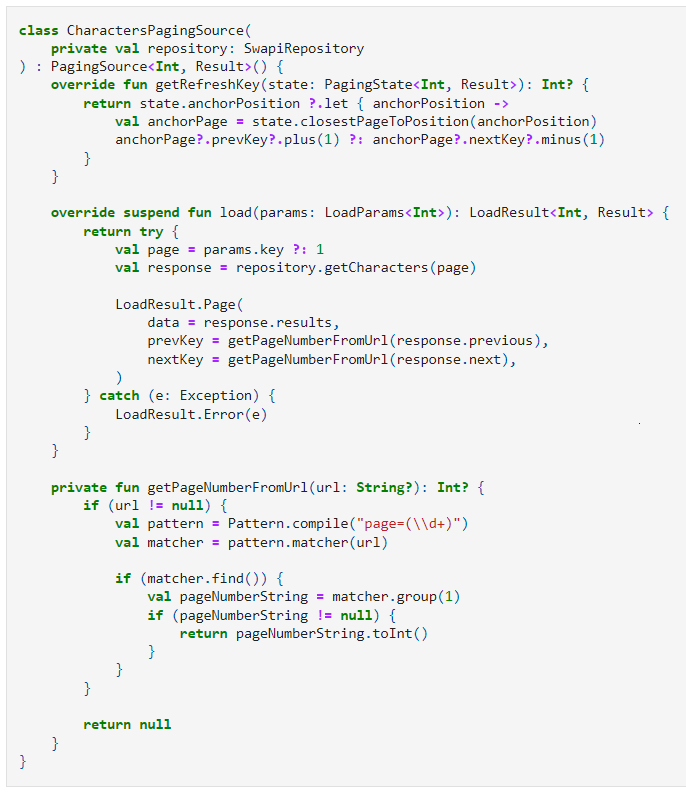 class CharactersPagingSource(
    private val repository: SwapiRepository
) : PagingSource<Int, Result>() {
    override fun getRefreshKey(state: PagingState<Int, Result>): Int? {
        return state.anchorPosition ?.let { anchorPosition ->
            val anchorPage = state.closestPageToPosition(anchorPosition)
            anchorPage?.prevKey?.plus(1) ?: anchorPage?.nextKey?.minus(1)
        }
    }

    override suspend fun load(params: LoadParams<Int>): LoadResult<Int, Result> {
        return try {
            val page = params.key ?: 1
            val response = repository.getCharacters(page)

            LoadResult.Page(
                data = response.results,
                prevKey = getPageNumberFromUrl(response.previous),
                nextKey = getPageNumberFromUrl(response.next),
            )
        } catch (e: Exception) {
            LoadResult.Error(e)
        }
    }

    private fun getPageNumberFromUrl(url: String?): Int? {
        if (url != null) {
            val pattern = Pattern.compile("page=(\\d+)")
            val matcher = pattern.matcher(url)

            if (matcher.find()) {
                val pageNumberString = matcher.group(1)
                if (pageNumberString != null) {
                    return pageNumberString.toInt()
                }
            }
        }

        return null
    }
}